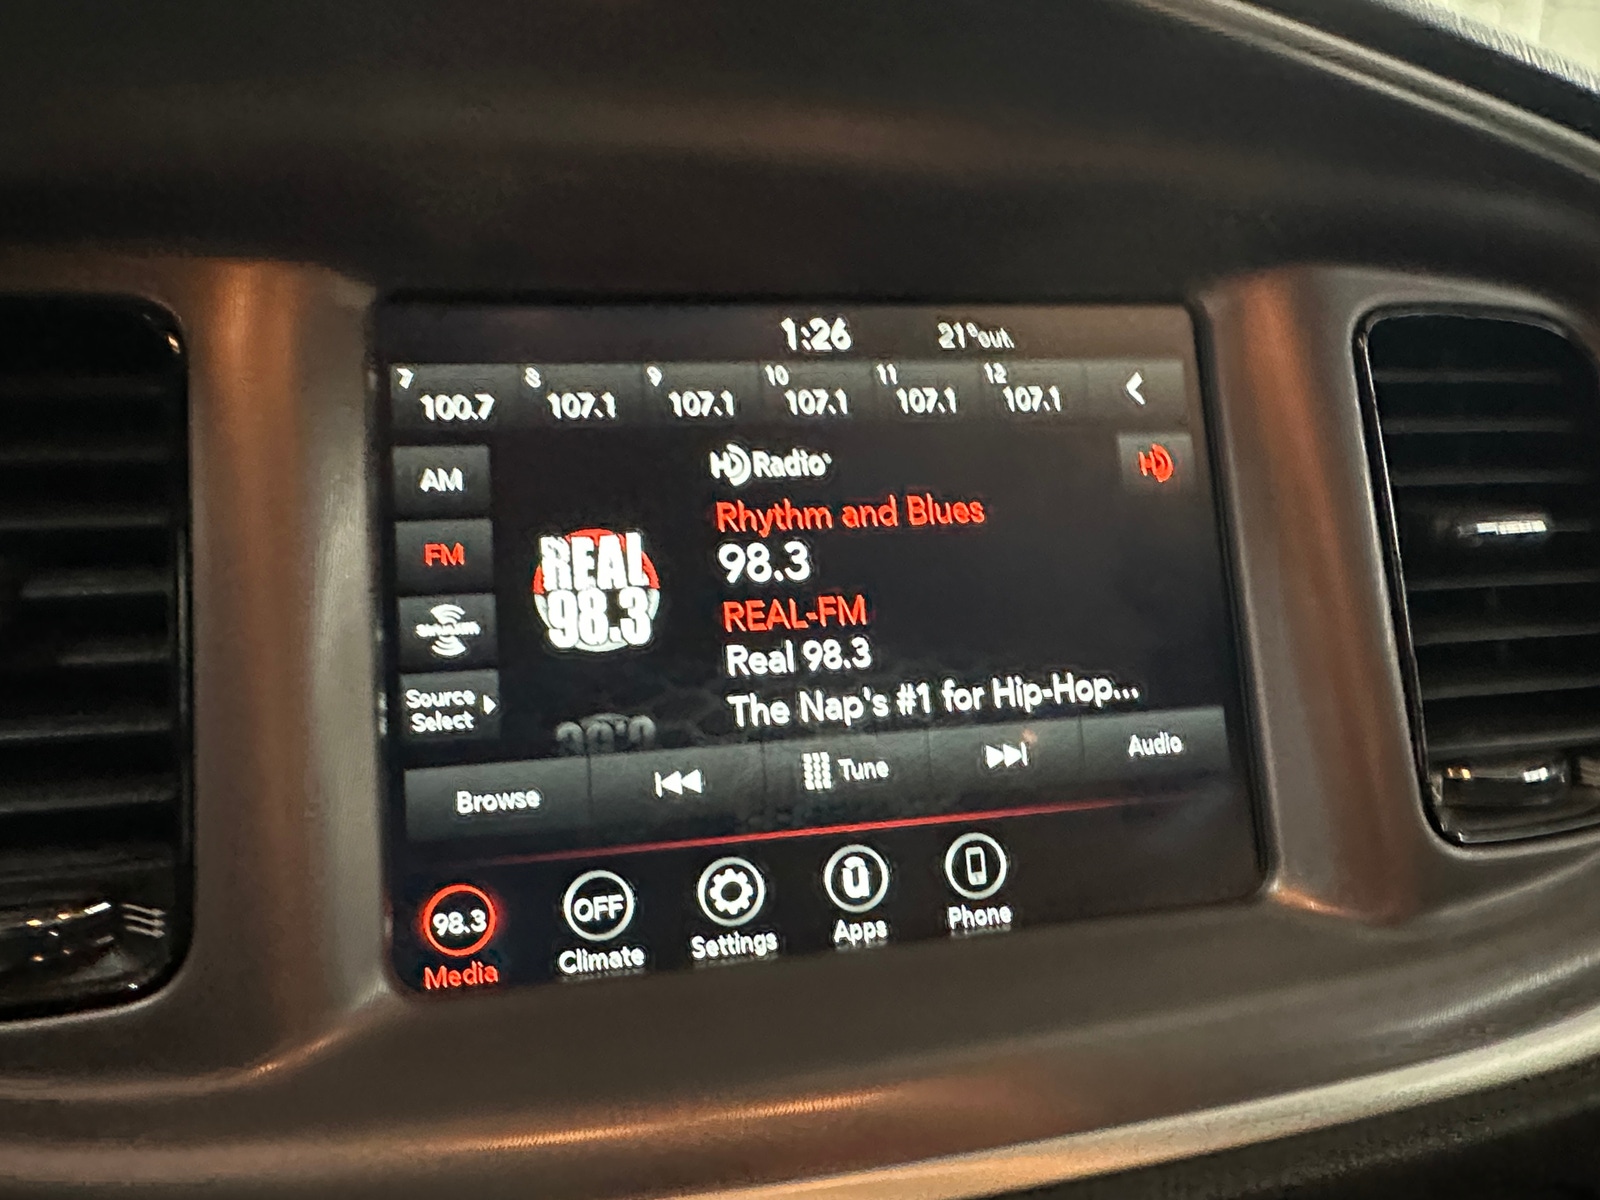 1:26 21°out
7 8 9 10 11 12
100.7 107.1 107.1 107.1 107.1 107.1
AM
HD Radio
HD
Rhythm and Blues
FM
REAL
98.3
98.3
REAL-FM
Real 98.3
The Nap's #1 for Hip-Hop...
SiriusXM
Source
Select
Browse Tune Audio
98.3 OFF
Media Climate Settings Apps Phone